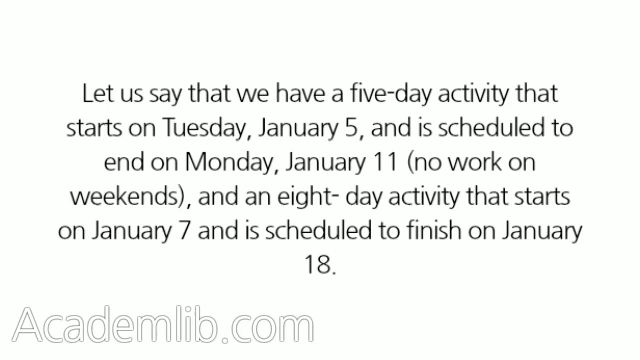 Let us say that we have a five-day activity that
starts on Tuesday, January 5, and is scheduled to
end on Monday, January 11 (no work on
weekends), and an eight- day activity that starts
on January 7 and is scheduled to finish on January
18.
Academlib.com